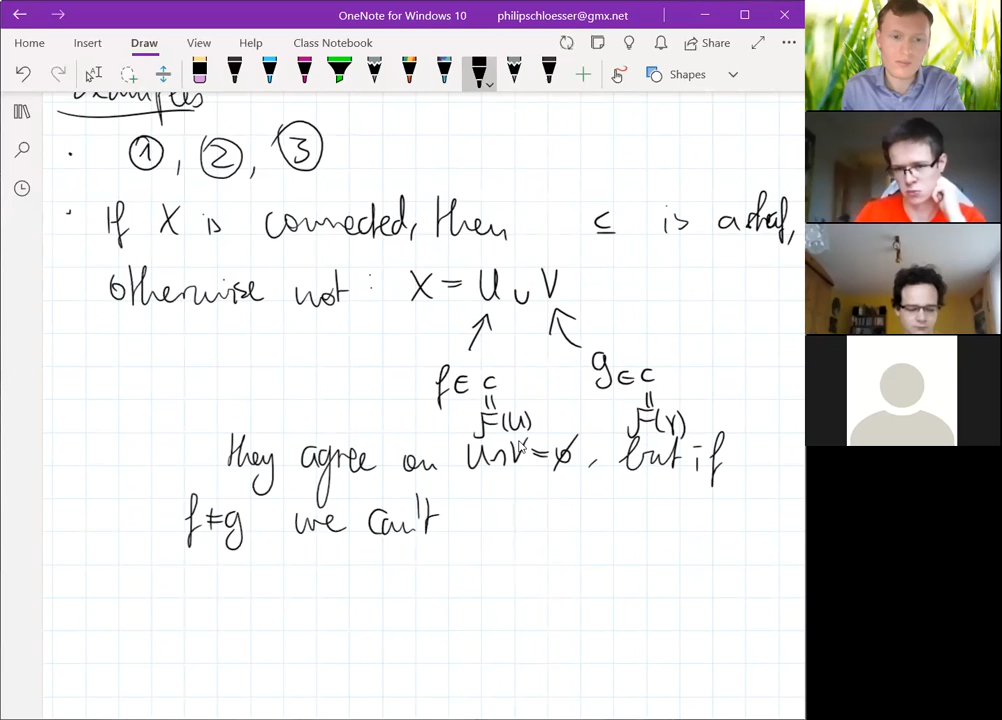 OneNote for Windows 10
philipschloesser@gmx.net
Home Insert Draw View Help Class Notebook Share
Shapes
Examples
· ①, ②, ③
· If X is connected, then c is a sheaf,
otherwise not: X = U ∪ V
f ∈ c g ∈ c
F(U) F(V)
they agree on U∩V = ∅, but if
f ≠ g we can't